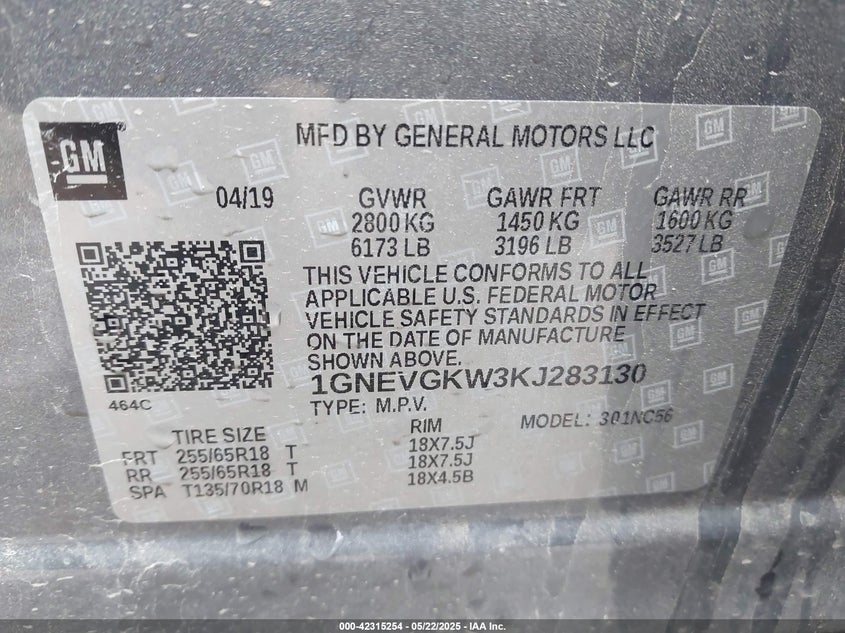 GM
MFD BY GENERAL MOTORS LLC
04/19 GVWR GAWR FRT GAWR RR
2800 KG 1450 KG 1600 KG
6173 LB 3196 LB 3527 LB
THIS VEHICLE CONFORMS TO ALL
APPLICABLE U.S. FEDERAL MOTOR
VEHICLE SAFETY STANDARDS IN EFFECT
ON THE DATE OF MANUFACTURE
SHOWN ABOVE.
1GNEVGKW3KJ283130
464C
TYPE: M.P.V. MODEL: 301NC56
TIRE SIZE RIM
FRT 255/65R18 T 18X7.5J
RR 255/65R18 T 18X7.5J
SPA T135/70R18 M 18X4.5B
000-42315254 - 05/22/2025 - IAA Inc.